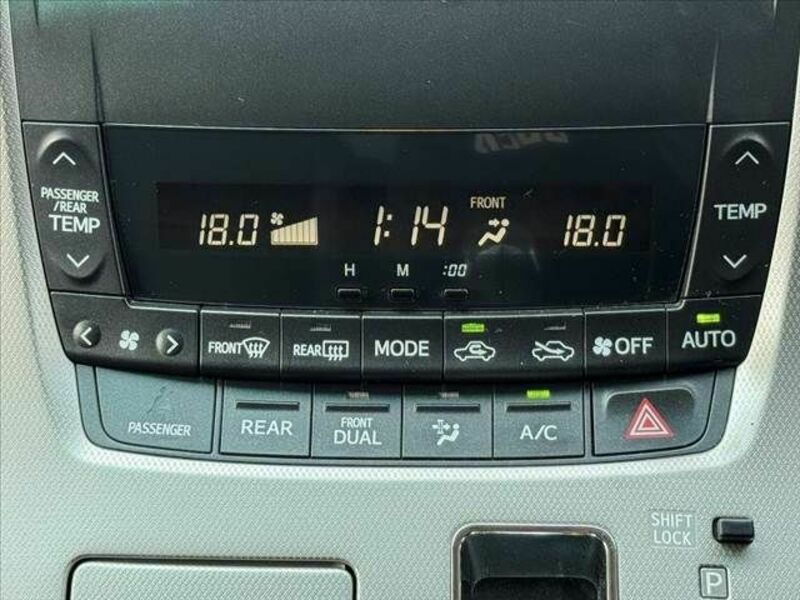 PASSENGER
/REAR
TEMP
18.0
1:14
FRONT
18.0
TEMP
H M :00
FRONT
REAR
MODE
OFF
AUTO
PASSENGER
REAR
FRONT
DUAL
A/C
SHIFT
LOCK
P